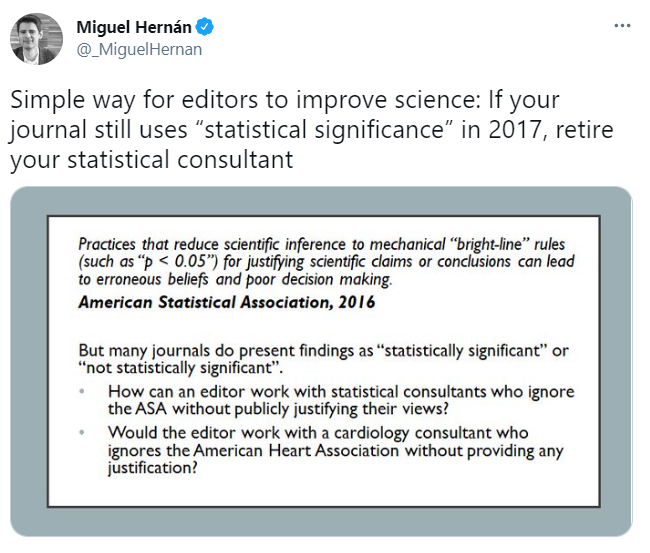 Miguel Hernán
@_MiguelHernan
Simple way for editors to improve science: If your
journal still uses “statistical significance” in 2017, retire
your statistical consultant
Practices that reduce scientific inference to mechanical “bright-line” rules
(such as “p < 0.05”) for justifying scientific claims or conclusions can lead
to erroneous beliefs and poor decision making.
American Statistical Association, 2016
But many journals do present findings as “statistically significant” or
“not statistically significant”.
• How can an editor work with statistical consultants who ignore
the ASA without publicly justifying their views?
• Would the editor work with a cardiology consultant who
ignores the American Heart Association without providing any
justification?